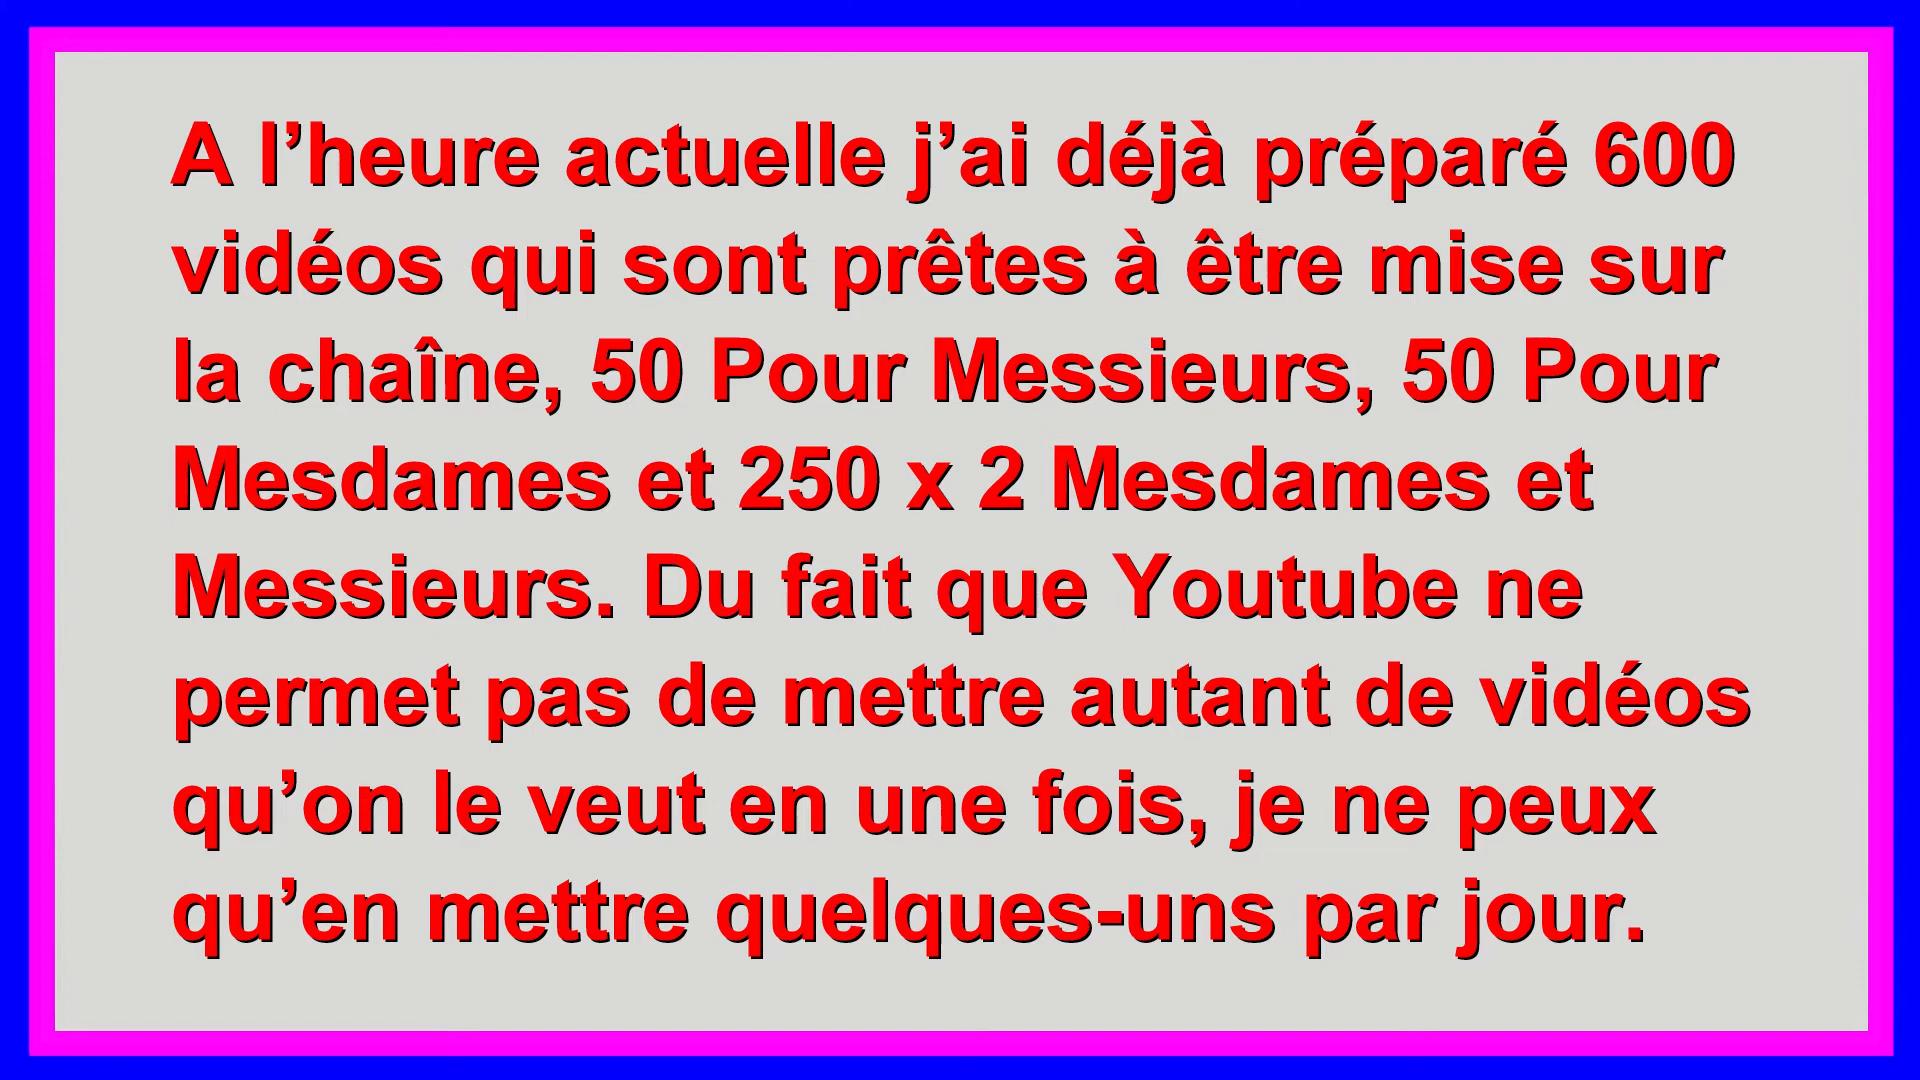 A l’heure actuelle j’ai déjà préparé 600
vidéos qui sont prêtes à être mise sur
la chaîne, 50 Pour Messieurs, 50 Pour
Mesdames et 250 x 2 Mesdames et
Messieurs. Du fait que Youtube ne
permet pas de mettre autant de vidéos
qu’on le veut en une fois, je ne peux
qu’en mettre quelques-uns par jour.